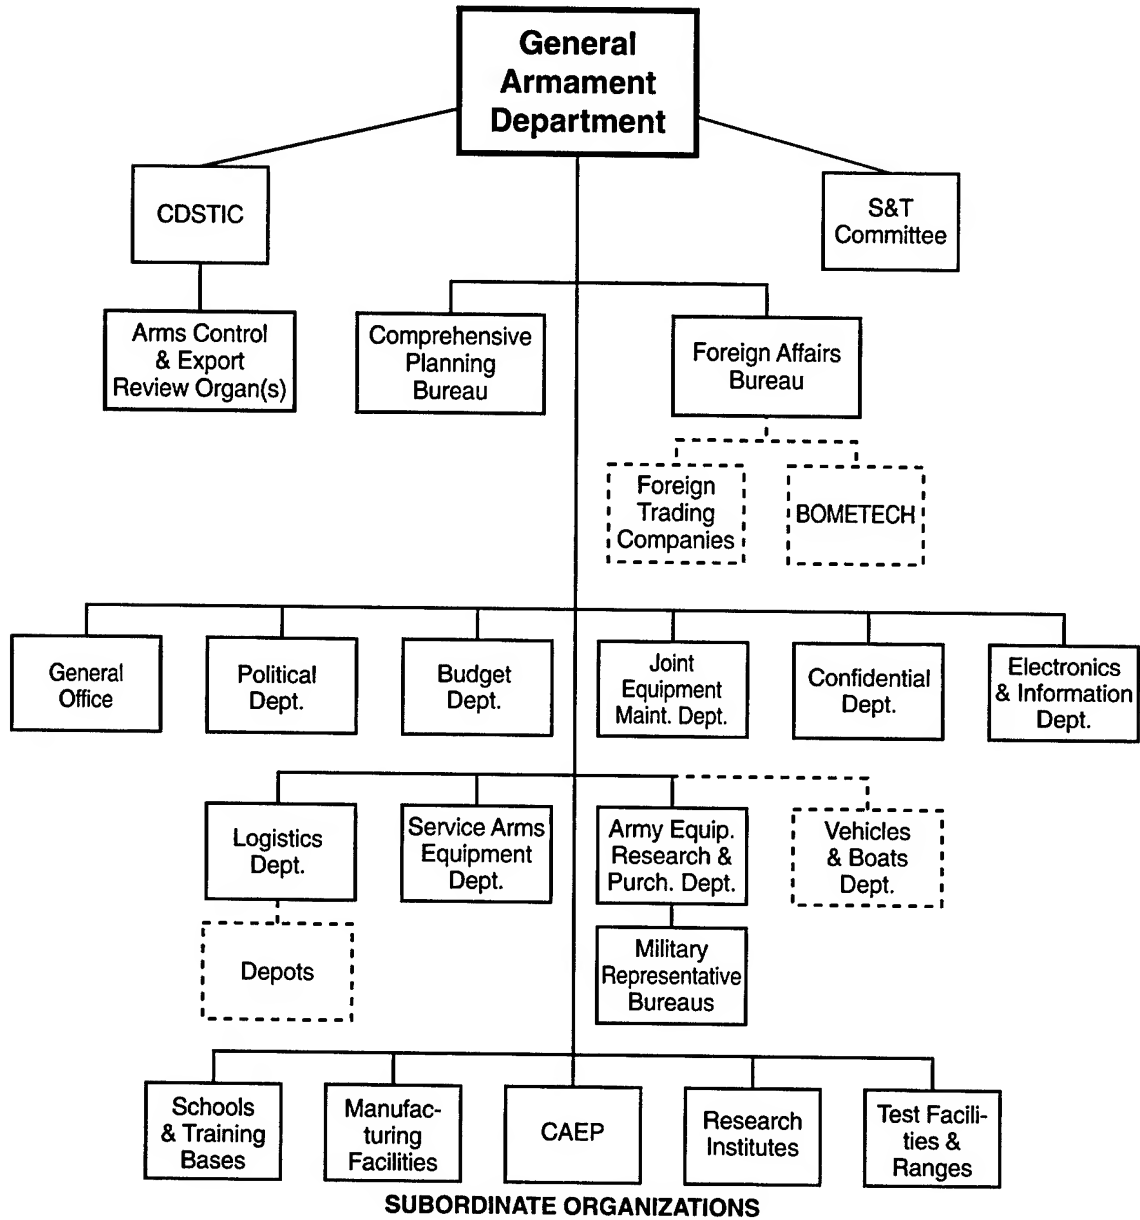 General
Armament
Department
CDSTIC
S&T
Committee
Arms Control
& Export
Review Organ(s)
Comprehensive
Planning
Bureau
Foreign Affairs
Bureau
Foreign
Trading
Companies
BOMETECH
General
Office
Political
Dept.
Budget
Dept.
Joint
Equipment
Maint. Dept.
Confidential
Dept.
Electronics
& Information
Dept.
Logistics
Dept.
Service Arms
Equipment
Dept.
Army Equip.
Research &
Purch. Dept.
Vehicles
& Boats
Dept.
Depots
Military
Representative
Bureaus
Schools
& Training
Bases
Manufac-
turing
Facilities
CAEP
Research
Institutes
Test Facili-
ties &
Ranges
SUBORDINATE ORGANIZATIONS